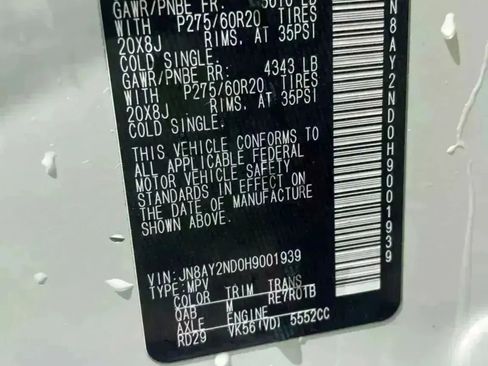 GAWR/PNBE FR:
WITH P275/60R20 TIRES
20X8J RIMS, AT 35PSI
COLD SINGLE.
GAWR/PNBE RR: 4343 LB
WITH P275/60R20 TIRES
20X8J RIMS, AT 35PSI
COLD SINGLE.
THIS VEHICLE CONFORMS TO
ALL APPLICABLE FEDERAL
MOTOR VEHICLE SAFETY
STANDARDS IN EFFECT ON
THE DATE OF MANUFACTURE
SHOWN ABOVE.
VIN: JN8AY2ND0H9001939
TYPE: MPV
COLOR TRIM TRANS
QAB M RE7R01B
AXLE ENGINE
RD29 VK56(VD) 5552CC
N8AY2ND0H9001939